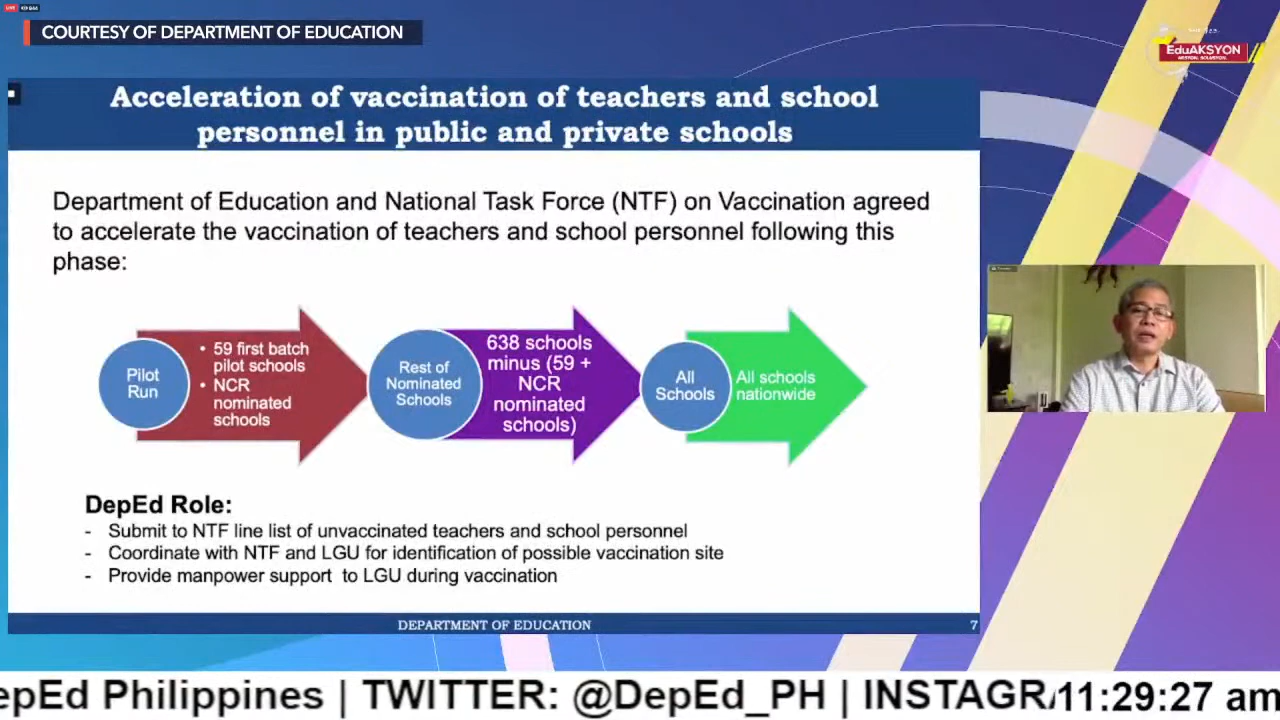 LIVE
COURTESY OF DEPARTMENT OF EDUCATION
EduAKSYON
Acceleration of vaccination of teachers and school
personnel in public and private schools
Department of Education and National Task Force (NTF) on Vaccination agreed
to accelerate the vaccination of teachers and school personnel following this
phase:
Pilot
Run
• 59 first batch
pilot schools
• NCR
nominated
schools
Rest of
Nominated
Schools
638 schools
minus (59 +
NCR
nominated
schools)
All
Schools
All schools
nationwide
DepEd Role:
- Submit to NTF line list of unvaccinated teachers and school personnel
- Coordinate with NTF and LGU for identification of possible vaccination site
- Provide manpower support to LGU during vaccination
DEPARTMENT OF EDUCATION
7
epEd Philippines | TWITTER: @DepEd_PH | INSTAGRA
11:29:27 am